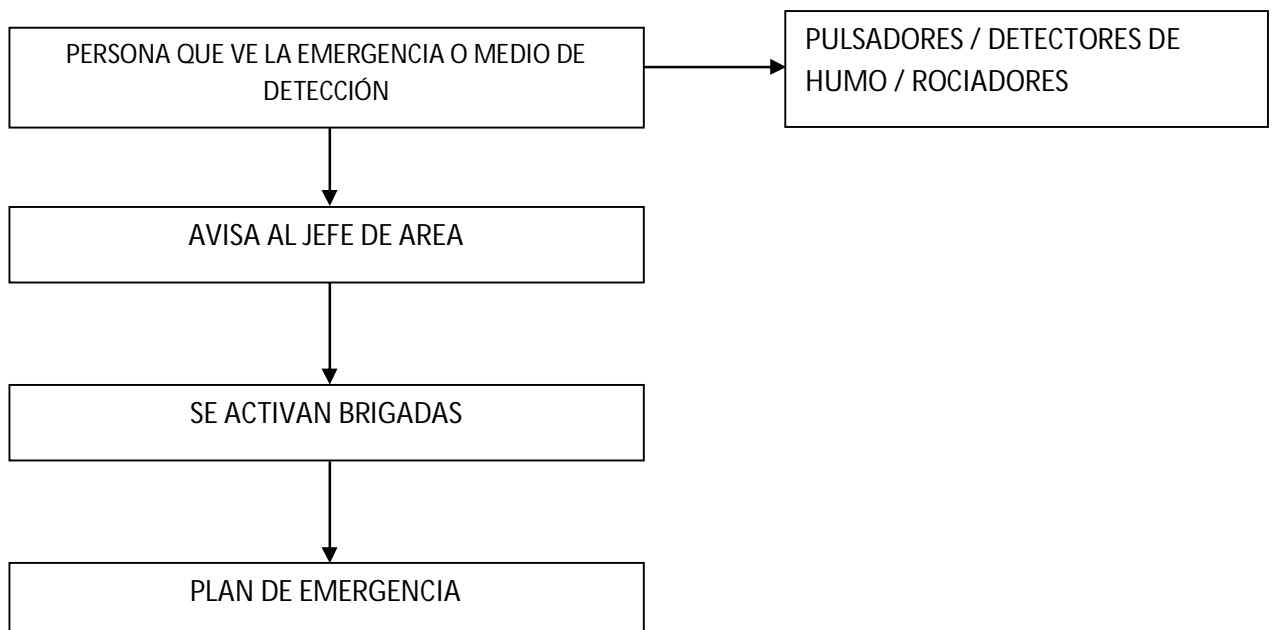 PERSONA QUE VE LA EMERGENCIA O MEDIO DE
DETECCIÓN
PULSADORES / DETECTORES DE
HUMO / ROCIADORES
AVISA AL JEFE DE AREA
SE ACTIVAN BRIGADAS
PLAN DE EMERGENCIA